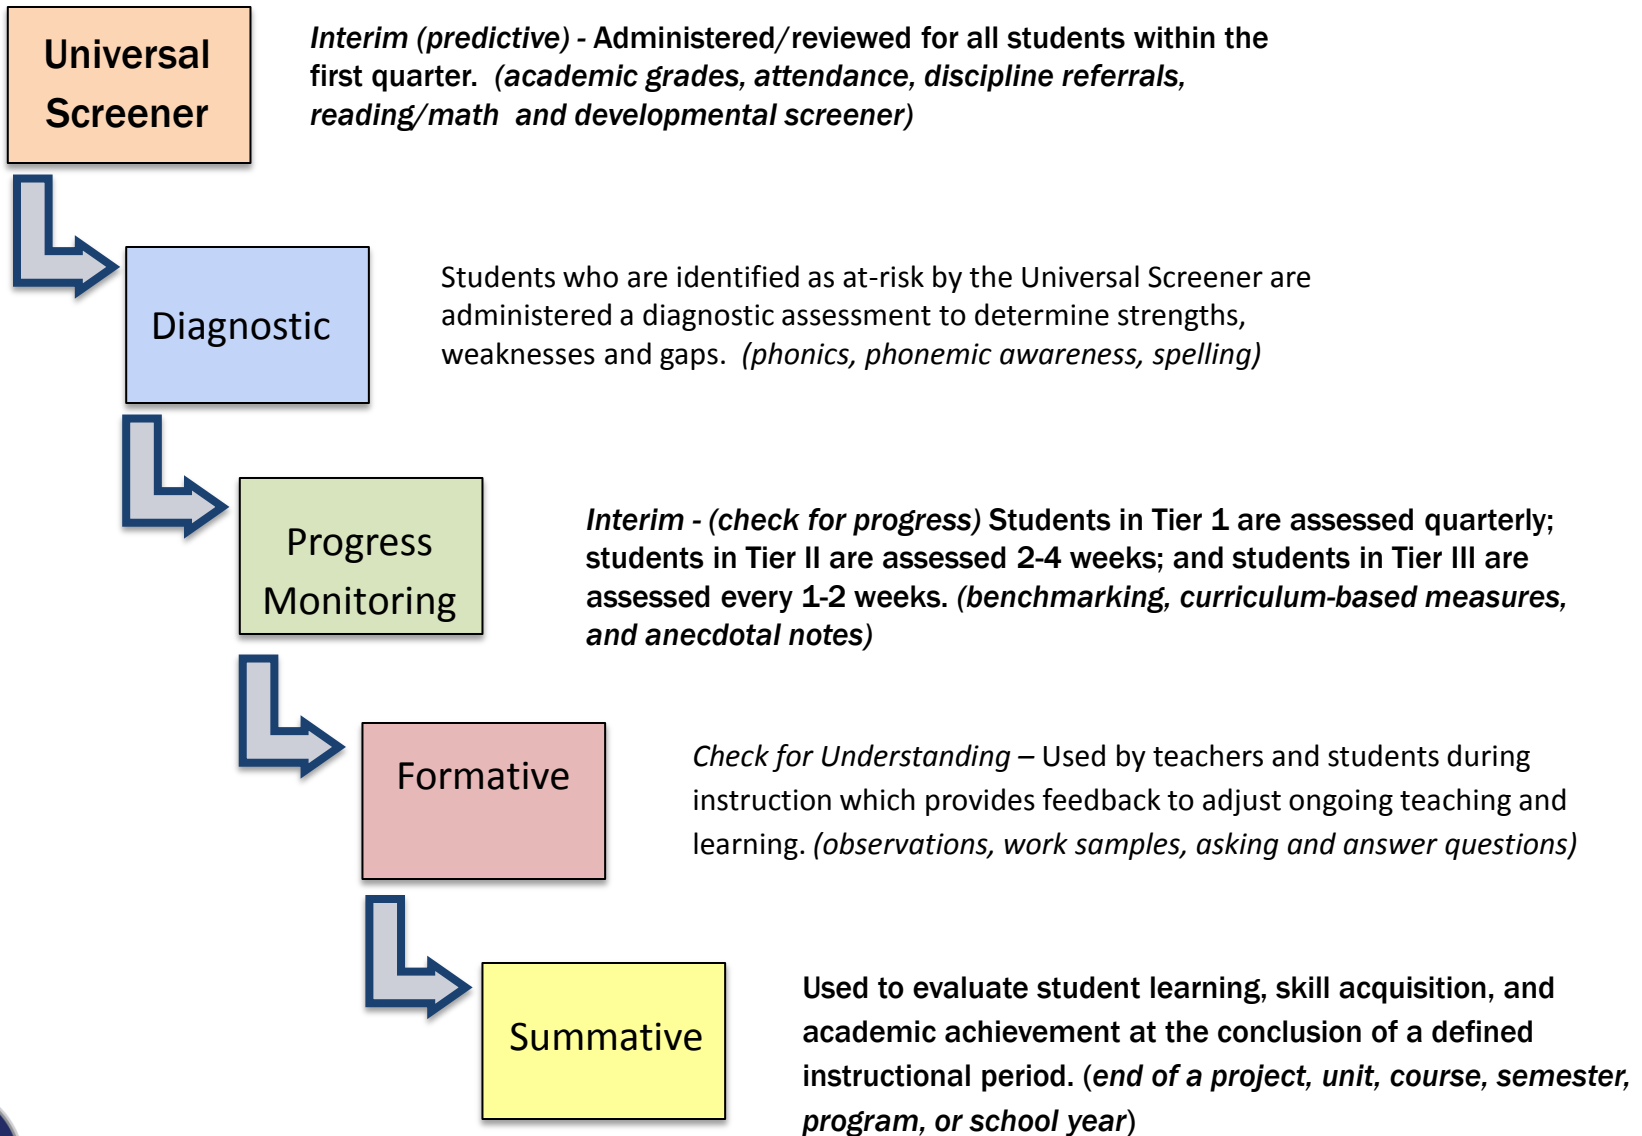 Universal
Screener
Interim (predictive) - Administered/reviewed for all students within the
first quarter. (academic grades, attendance, discipline referrals,
reading/math and developmental screener)
Diagnostic
Students who are identified as at-risk by the Universal Screener are
administered a diagnostic assessment to determine strengths,
weaknesses and gaps. (phonics, phonemic awareness, spelling)
Progress
Monitoring
Interim - (check for progress) Students in Tier 1 are assessed quarterly;
students in Tier II are assessed 2-4 weeks; and students in Tier III are
assessed every 1-2 weeks. (benchmarking, curriculum-based measures,
and anecdotal notes)
Formative
Check for Understanding – Used by teachers and students during
instruction which provides feedback to adjust ongoing teaching and
learning. (observations, work samples, asking and answer questions)
Summative
Used to evaluate student learning, skill acquisition, and
academic achievement at the conclusion of a defined
instructional period. (end of a project, unit, course, semester,
program, or school year)